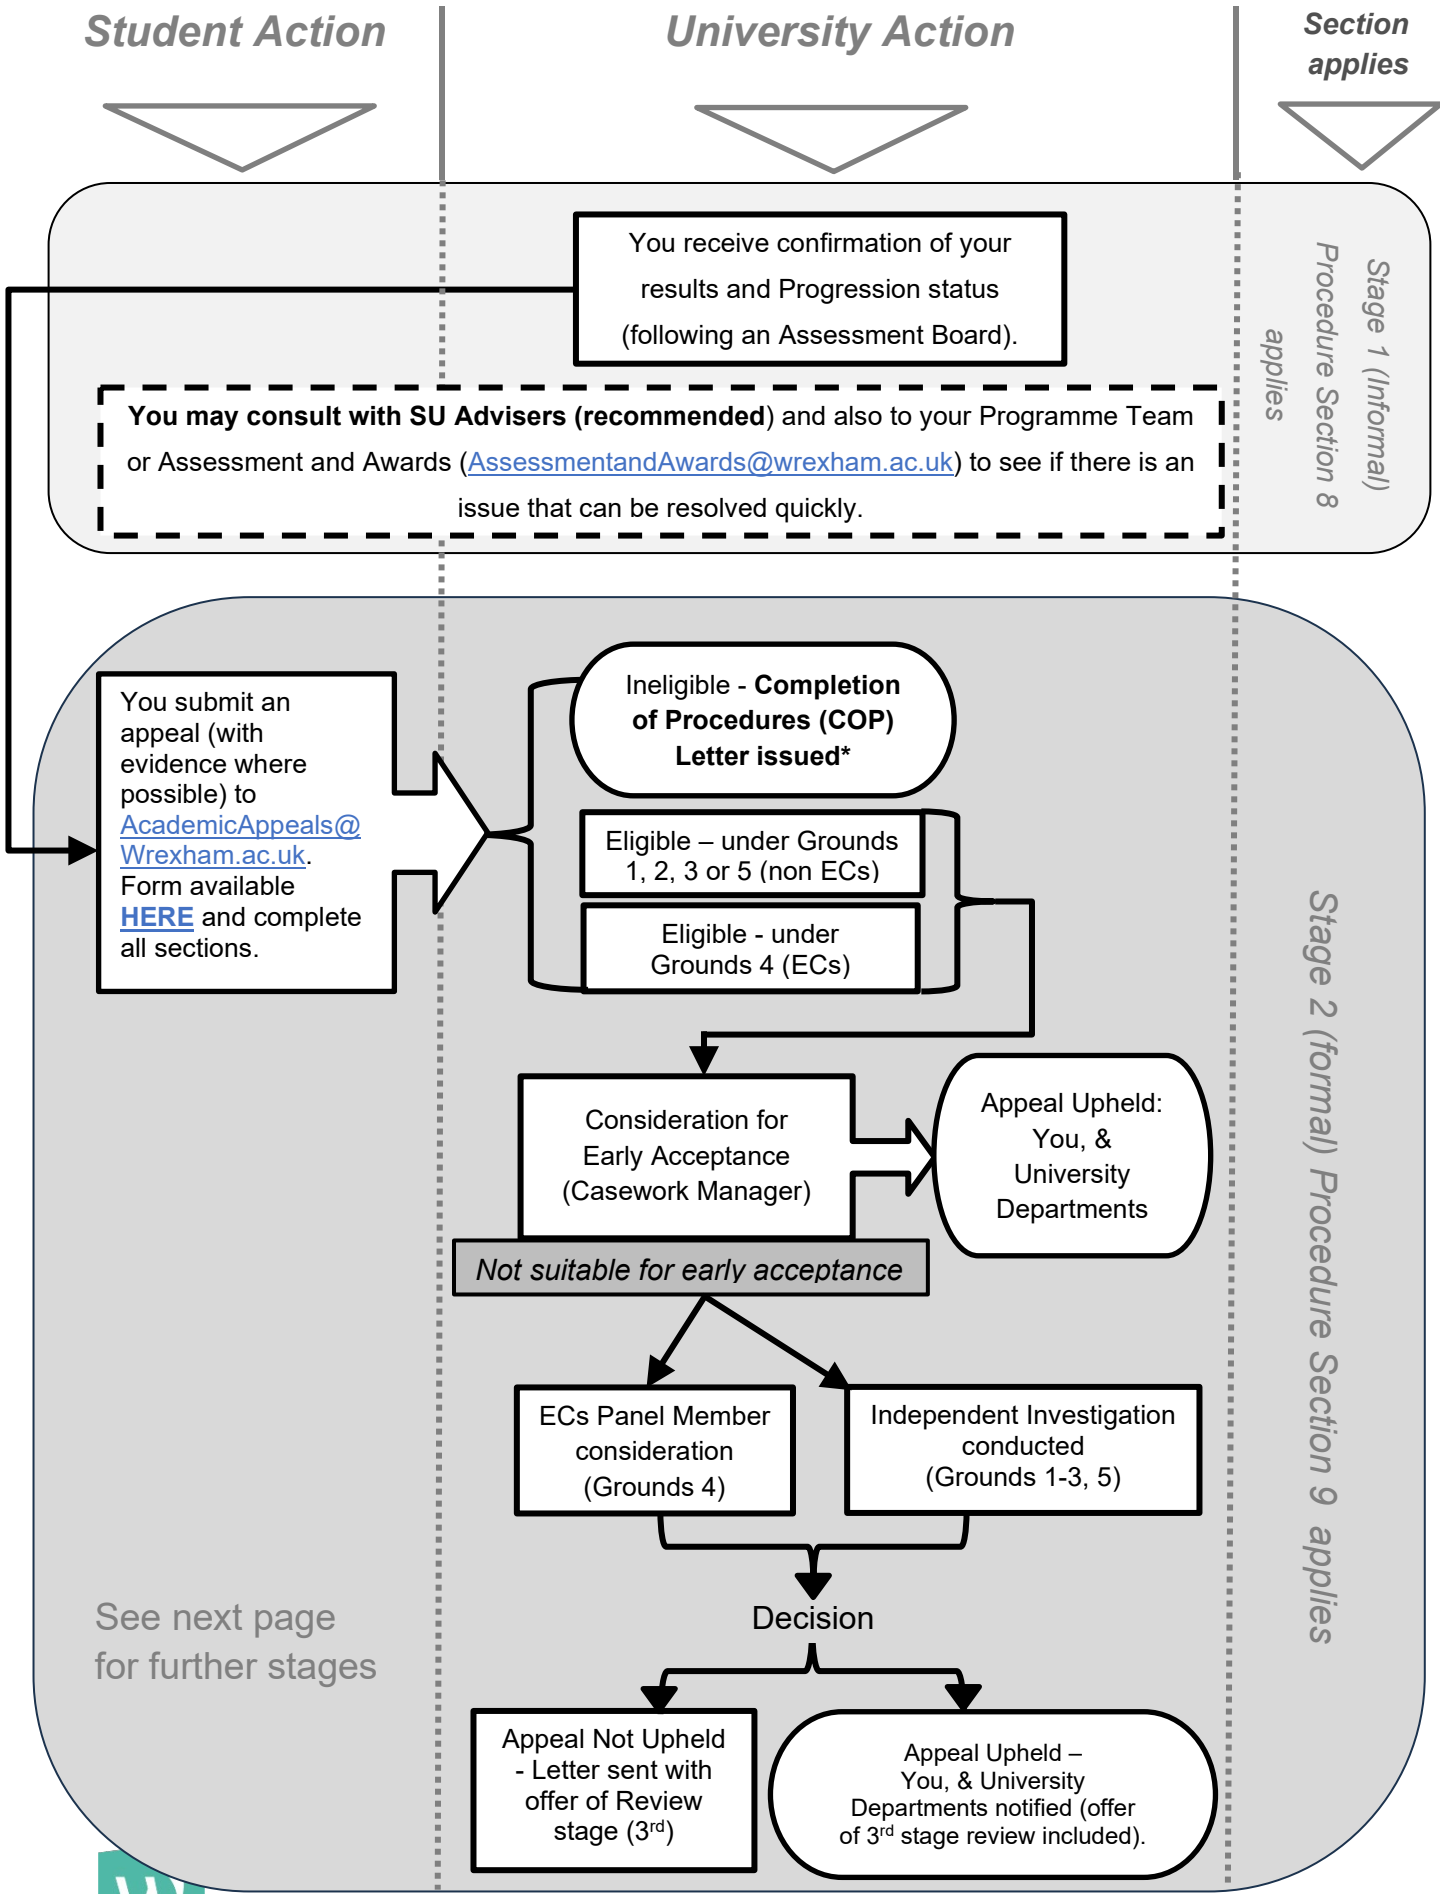 Student Action
University Action
Section
applies
You receive confirmation of your
results and Progression status
(following an Assessment Board).
You may consult with SU Advisers (recommended) and also to your Programme Team
or Assessment and Awards (AssessmentandAwards@wrexham.ac.uk) to see if there is an
issue that can be resolved quickly.
Stage 1 (Informal)
Procedure Section 8
applies
You submit an
appeal (with
evidence where
possible) to
AcademicAppeals@
Wrexham.ac.uk.
Form available
HERE and complete
all sections.
Ineligible - Completion
of Procedures (COP)
Letter issued*
Eligible – under Grounds
1, 2, 3 or 5 (non ECs)
Eligible - under
Grounds 4 (ECs)
Consideration for
Early Acceptance
(Casework Manager)
Appeal Upheld:
You, &
University
Departments
Not suitable for early acceptance
ECs Panel Member
consideration
(Grounds 4)
Independent Investigation
conducted
(Grounds 1-3, 5)
Decision
Appeal Not Upheld
- Letter sent with
offer of Review
stage (3rd)
Appeal Upheld –
You, & University
Departments notified (offer
of 3rd stage review included).
Stage 2 (formal) Procedure Section 9 applies
See next page
for further stages